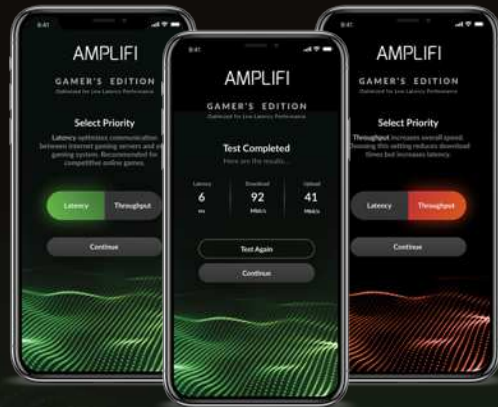 9:41
AMPLIFI
GAMER'S EDITION
Optimized for Low Latency Performance
Select Priority
Latency optimizes communication
between internet gaming servers and
gaming system. Recommended for
competitive online games.
Latency
Throughput
Continue
9:41
AMPLIFI
GAMER'S EDITION
Optimized for Low Latency Performance
Test Completed
Here are the results...
Latency Download Upload
6 92 41
ms Mbit/s Mbit/s
Test Again
Continue
9:41
AMPLIFI
GAMER'S EDITION
Optimized for Low Latency Performance
Select Priority
Throughput increases overall speed.
Choosing this setting reduces download
times but increases latency.
Latency
Throughput
Continue